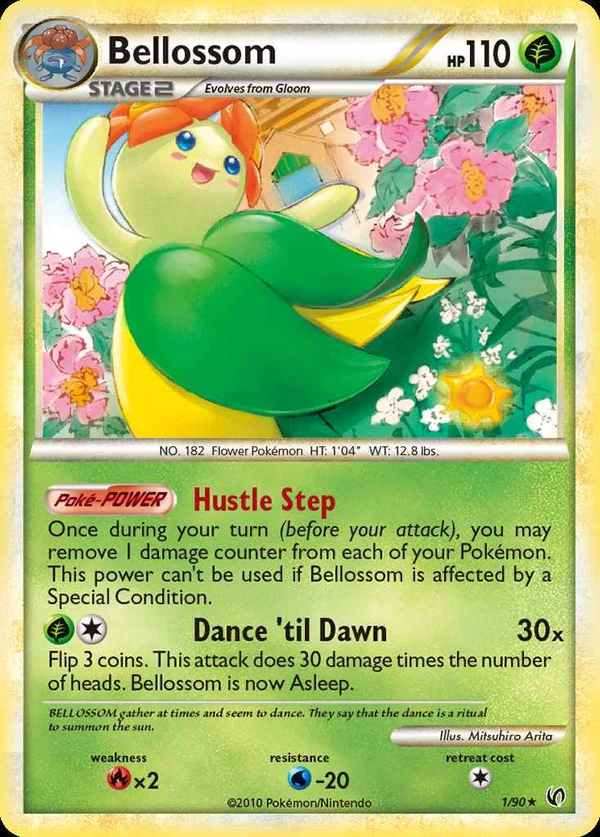 Bellossom HP110
STAGE 2 Evolves from Gloom
NO. 182 Flower Pokémon HT: 1'04" WT: 12.8 lbs.
Poké-POWER Hustle Step
Once during your turn (before your attack), you may
remove 1 damage counter from each of your Pokémon.
This power can't be used if Bellossom is affected by a
Special Condition.
Dance 'til Dawn 30x
Flip 3 coins. This attack does 30 damage times the number
of heads. Bellossom is now Asleep.
BELLOSSOM gather at times and seem to dance. They say that the dance is a ritual
to summon the sun.
Illus. Mitsuhiro Arita
weakness resistance retreat cost
×2 -20
©2010 Pokémon/Nintendo 1/90★